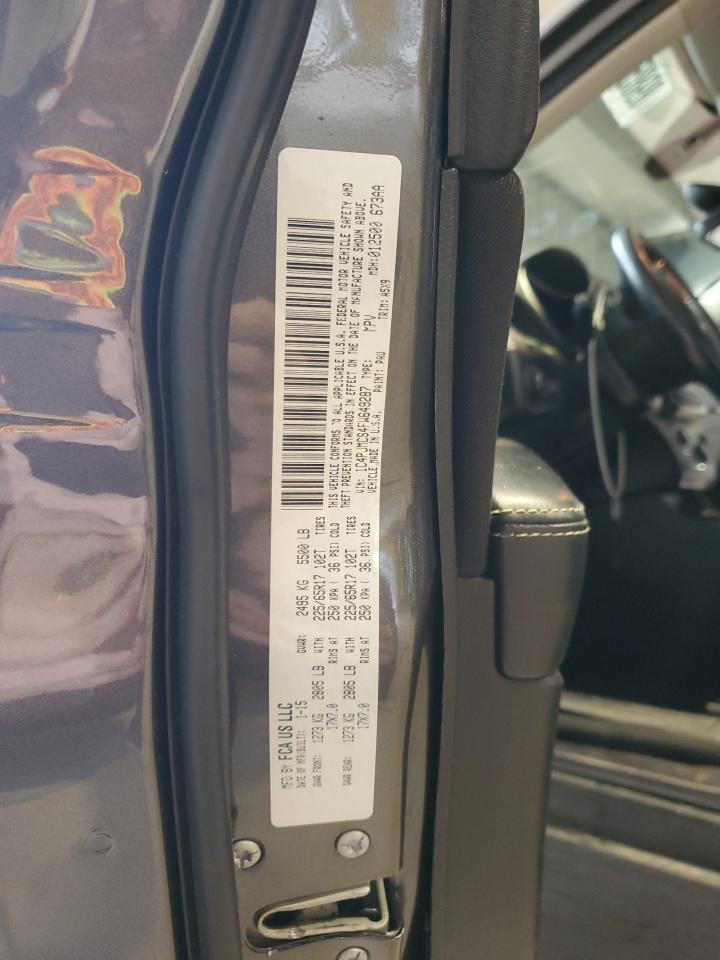 MFD BY FCA US LLC
DATE OF MFR(BUILT): 1-15 GVWR: 2495 KG 5500 LB
GAWR FRONT: 1273 KG 2805 LB WITH 225/65R17 102T TIRES
17X7.0 RIMS AT 250 KPA ( 36 PSI) COLD
GAWR REAR: 1273 KG 2805 LB WITH 225/65R17 102T TIRES
17X7.0 RIMS AT 250 KPA ( 36 PSI) COLD
THIS VEHICLE CONFORMS TO ALL APPLICABLE U.S.A. FEDERAL MOTOR VEHICLE SAFETY AND
THEFT PREVENTION STANDARDS IN EFFECT ON THE DATE OF MANUFACTURE SHOWN ABOVE.
VIN: 1C4PJMCS4FW649287 TYPE: MPV MDH:012500 673AA
VEHICLE MADE IN U.S.A. PAINT: PAU TRIM: A5X9